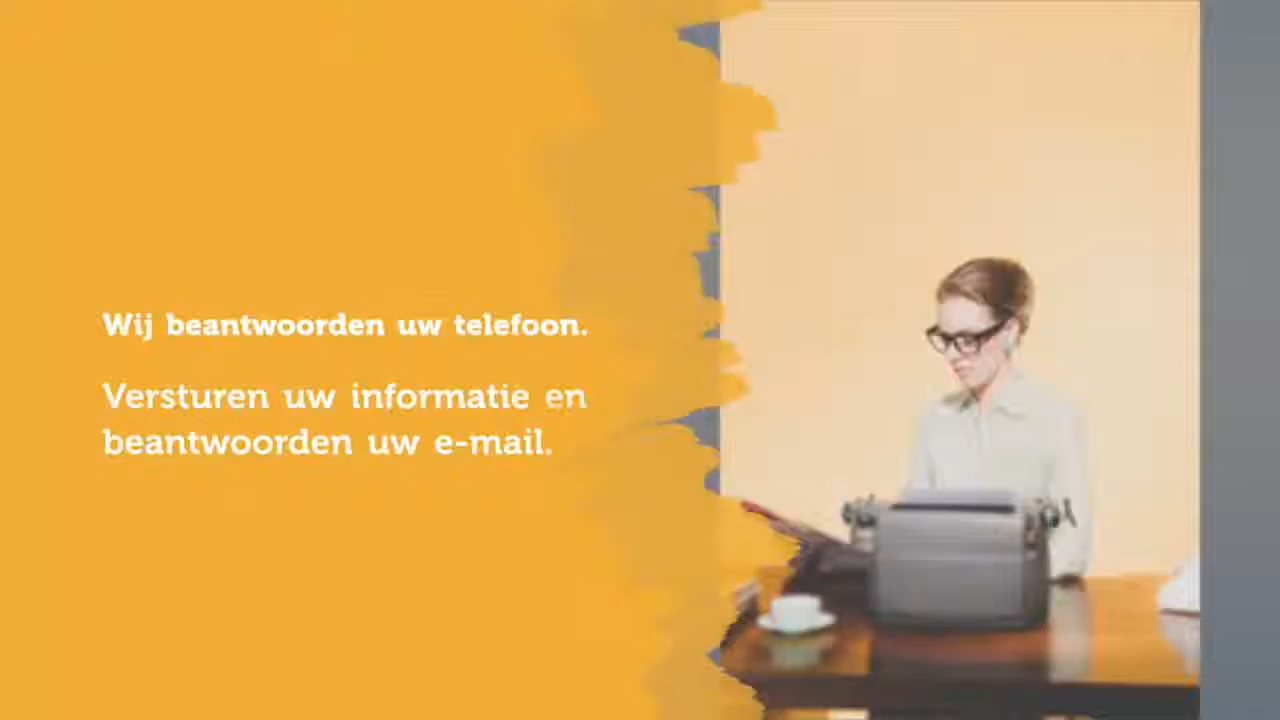 Wij beantwoorden uw telefoon.
Versturen uw informatie en
beantwoorden uw e-mail.